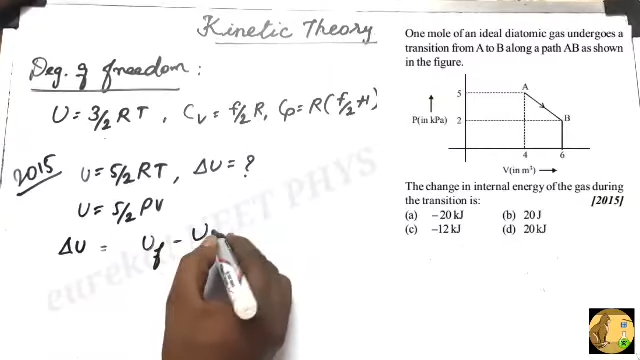 Kinetic Theory
Deg. of freedom :
U = 3/2 RT , Cv = f/2 R, Cp = R(f/2 +1)
2015
U = 5/2 RT , ΔU = ?
U = 5/2 PV
ΔU = Uf - U
eureka NEET PHYS
One mole of an ideal diatomic gas undergoes a
transition from A to B along a path AB as shown
in the figure.
A
5
B
P(in kPa)
2
4 6
V(in m³)
The change in internal energy of the gas during
the transition is: [2015]
(a) – 20 kJ (b) 20 J
(c) –12 kJ (d) 20 kJ